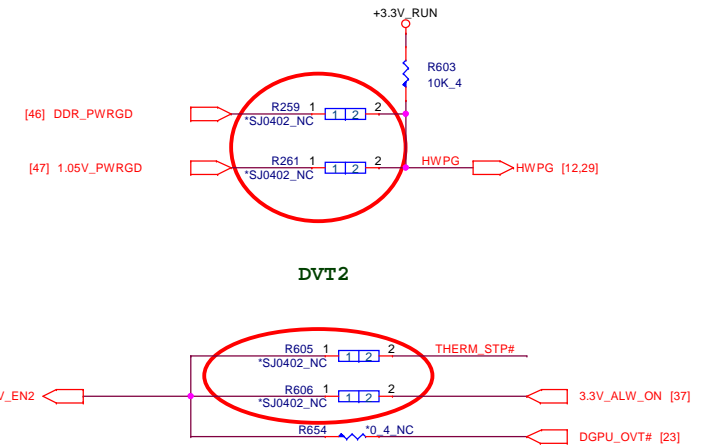 +3.3V_RUN
R603
10K_4
[46] DDR_PWRGD
R259 1 1 2 2
*SJ0402_NC
[47] 1.05V_PWRGD
R261 1 1 2 2 HWPG HWPG [12,29]
*SJ0402_NC
DVT2
R605 1 1 2 2 THERM_STP#
*SJ0402_NC
V_EN2 R606 1 1 2 2 3.3V_ALW_ON [37]
*SJ0402_NC
R654 *0_4_NC DGPU_OVT# [23]